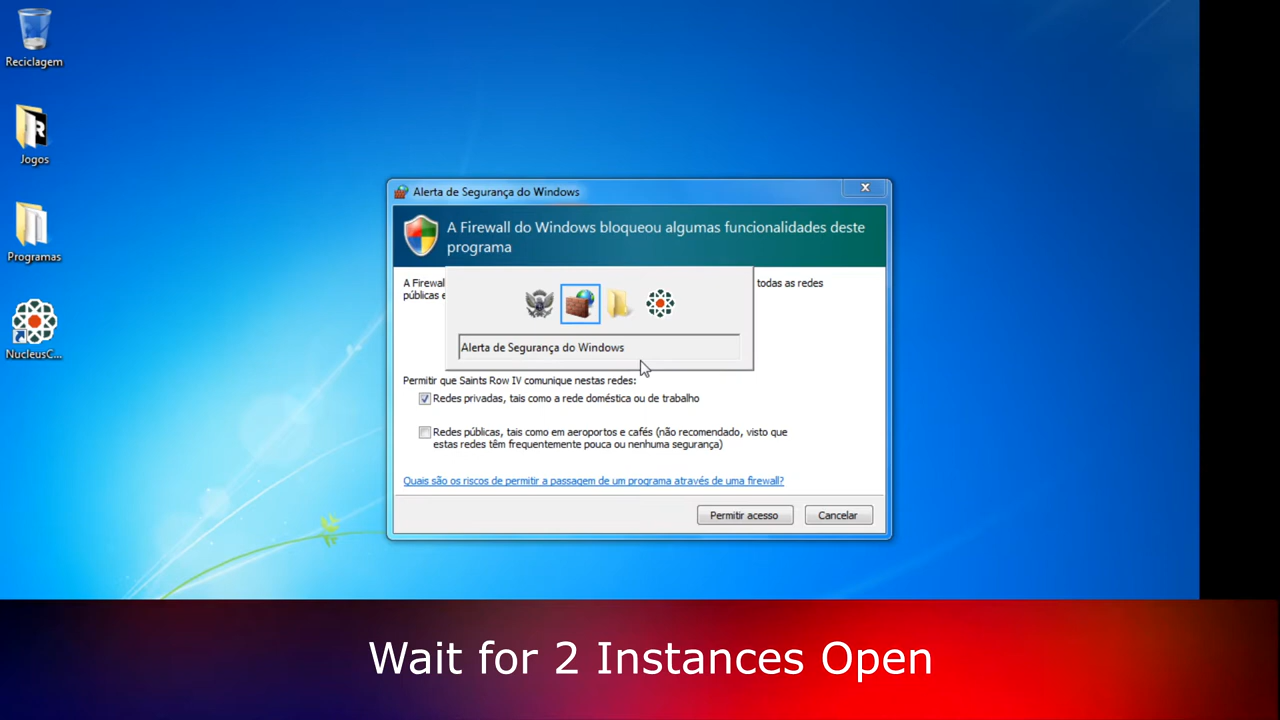 Reciclagem
Jogos
Programas
NucleusC...
Alerta de Segurança do Windows
A Firewall do Windows bloqueou algumas funcionalidades deste
programa
A Firewal
todas as redes
públicas e
Alerta de Segurança do Windows
Permitir que Saints Row IV comunique nestas redes:
Redes privadas, tais como a rede doméstica ou de trabalho
Redes públicas, tais como em aeroportos e cafés (não recomendado, visto que
estas redes têm frequentemente pouca ou nenhuma segurança)
Quais são os riscos de permitir a passagem de um programa através de uma firewall?
Permitir acesso
Cancelar
Wait for 2 Instances Open